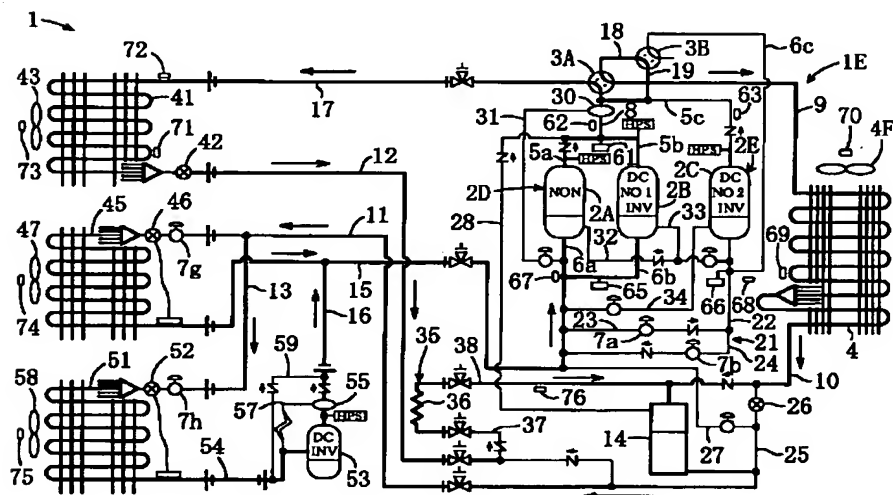 1
72
3A
18
3B
6c
1E
43
41
17
30
19
5c
63
9
70
31
8
62
HPS
71
42
5a
HPS
61
5b
HPS
2E
4F
73
12
2D
NON
2A
DC
NO 1
INV
2B
2C
DC
NO 2
INV
47
45
46
11
28
33
32
69
7g
6a
6b
67
65
34
66
68
13
15
74
16
23
7a
22
21
24
4
51
52
59
35
38
7b
10
58
55
36
76
26
57
HPS
7h
37
14
27
25
75
54
DC
INV
53